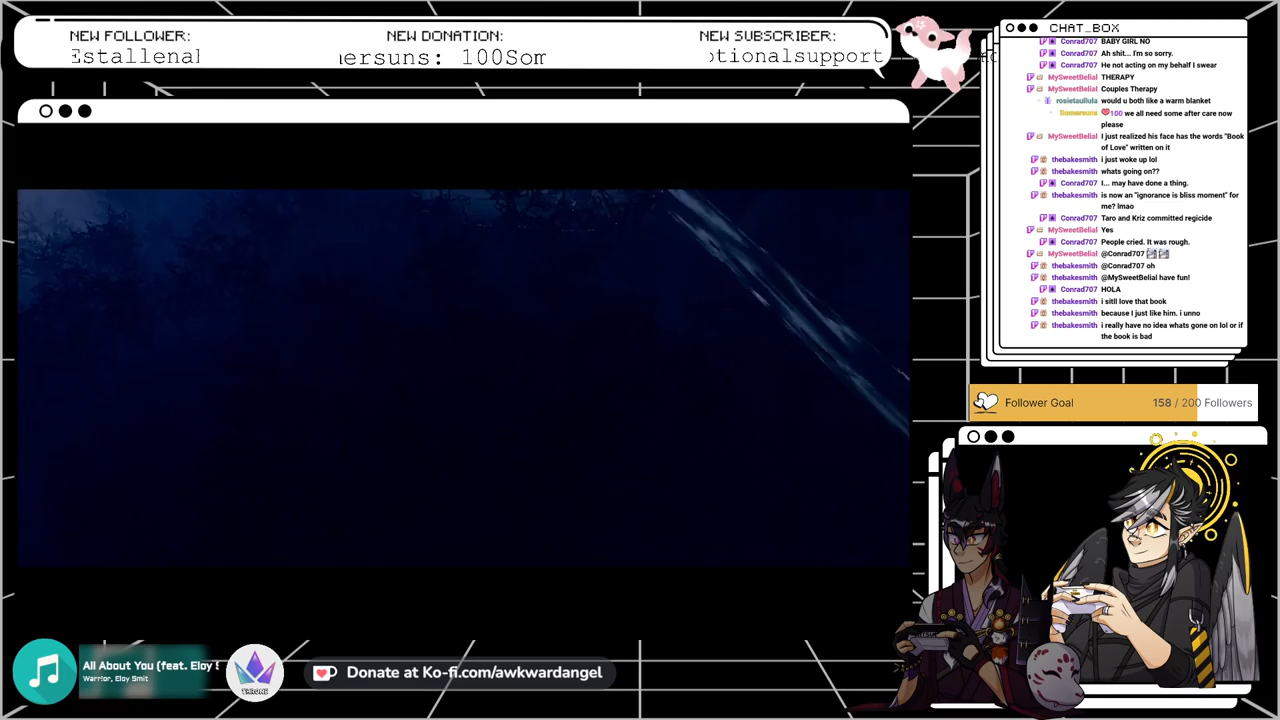 NEW FOLLOWER:
NEW DONATION:
NEW SUBSCRIBER:
Estallenal
ersuns: 100Som
otionalsupport
CHAT_BOX
Conrad707 BABY GIRL NO
Conrad707 Ah shit... I'm so sorry.
Conrad707 He not acting on my behalf I swear
MySweetBelial THERAPY
MySweetBelial Couples Therapy
rosietaullula would u both like a warm blanket
100 we all need some after care now
please
MySweetBelial I just realized his face has the words "Book
of Love" written on it
thebakesmith i just woke up lol
thebakesmith whats going on??
Conrad707 I... may have done a thing.
thebakesmith is now an "ignorance is bliss moment" for
me? lmao
Conrad707 Taro and Kriz committed regicide
MySweetBelial Yes
Conrad707 People cried. It was rough.
MySweetBelial @Conrad707
thebakesmith @Conrad707 oh
thebakesmith @MySweetBelial have fun!
Conrad707 HOLA
thebakesmith i sitll love that book
thebakesmith because I just like him. i unno
thebakesmith i really have no idea whats gone on lol or if
the book is bad
Follower Goal 158 / 200 Followers
All About You (feat. Eloy S
Warrior, Eloy Smit
THRONE
Donate at Ko-fi.com/awkwardangel